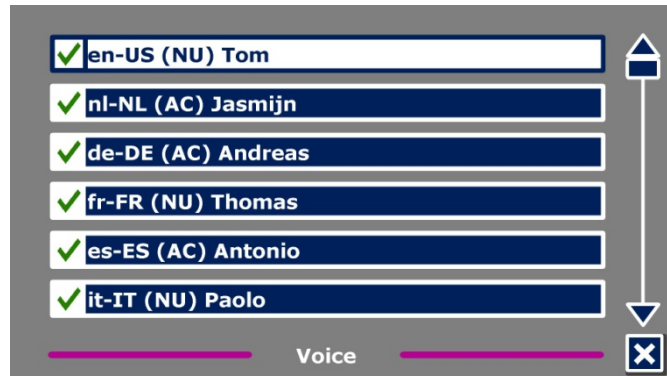 en-US (NU) Tom
nl-NL (AC) Jasmijn
de-DE (AC) Andreas
fr-FR (NU) Thomas
es-ES (AC) Antonio
it-IT (NU) Paolo
Voice